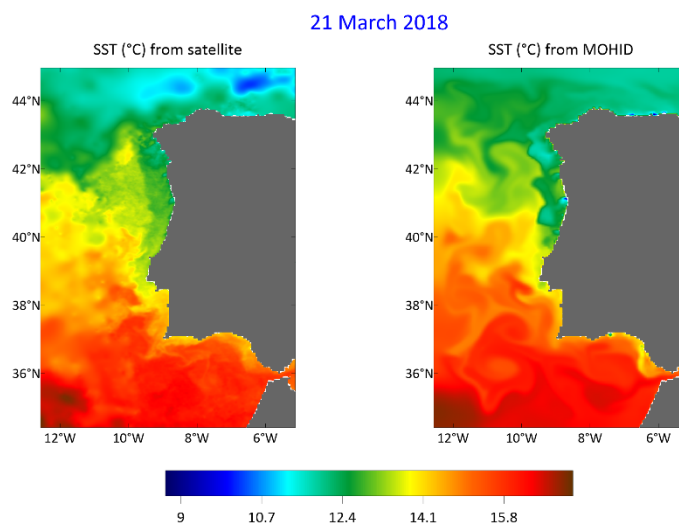 21 March 2018
SST (°C) from satellite
SST (°C) from MOHID
44°N
42°N
40°N
38°N
36°N
12°W 10°W 8°W 6°W
44°N
42°N
40°N
38°N
36°N
12°W 10°W 8°W 6°W
9 10.7 12.4 14.1 15.8